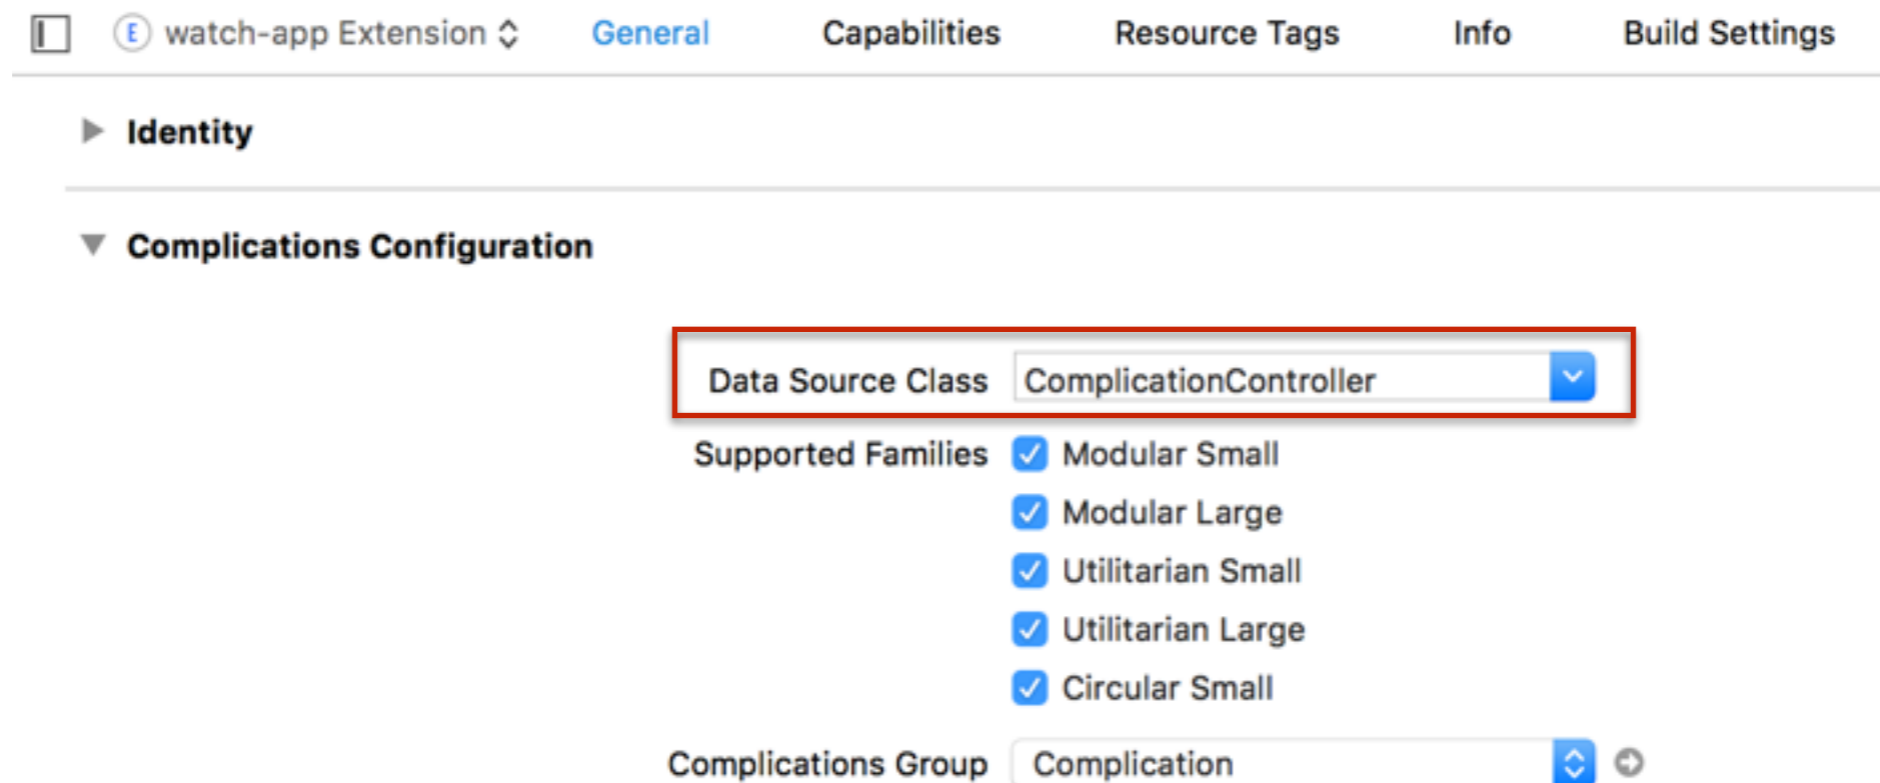 E watch-app Extension General Capabilities Resource Tags Info Build Settings
Identity
Complications Configuration
Data Source Class ComplicationController
Supported Families Modular Small
Modular Large
Utilitarian Small
Utilitarian Large
Circular Small
Complications Group Complication